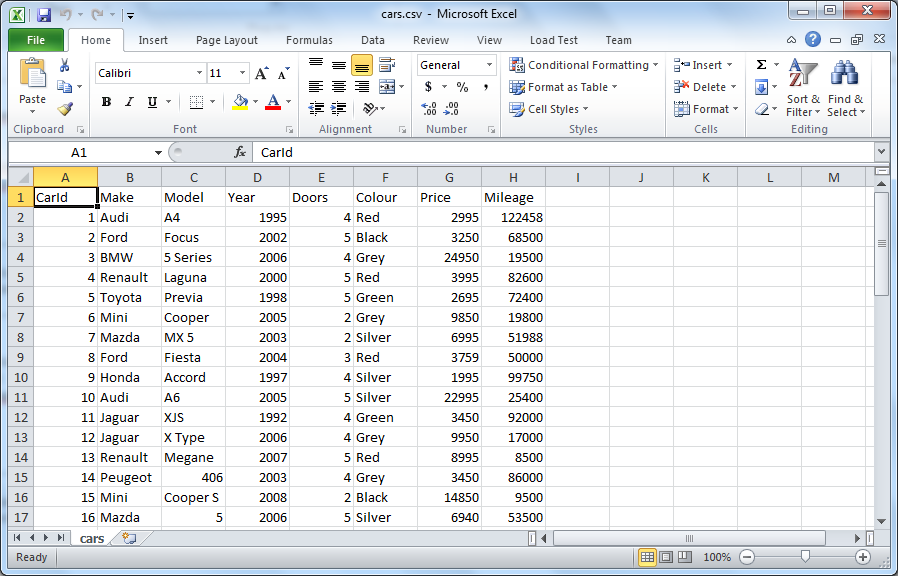 cars.csv - Microsoft Excel
File Home Insert Page Layout Formulas Data Review View Load Test Team
Calibri 11 General Conditional Formatting Insert Σ
Paste B I U $ % , Format as Table Delete Sort & Filter Find & Select
Cell Styles Format
Clipboard Font Alignment Number Styles Cells Editing
A1 fx CarId
A B C D E F G H I J K L M
1 CarId Make Model Year Doors Colour Price Mileage
2 1 Audi A4 1995 4 Red 2995 122458
3 2 Ford Focus 2002 5 Black 3250 68500
4 3 BMW 5 Series 2006 4 Grey 24950 19500
5 4 Renault Laguna 2000 5 Red 3995 82600
6 5 Toyota Previa 1998 5 Green 2695 72400
7 6 Mini Cooper 2005 2 Grey 9850 19800
8 7 Mazda MX 5 2003 2 Silver 6995 51988
9 8 Ford Fiesta 2004 3 Red 3759 50000
10 9 Honda Accord 1997 4 Silver 1995 99750
11 10 Audi A6 2005 5 Silver 22995 25400
12 11 Jaguar XJS 1992 4 Green 3450 92000
13 12 Jaguar X Type 2006 4 Grey 9950 17000
14 13 Renault Megane 2007 5 Red 8995 8500
15 14 Peugeot 406 2003 4 Grey 3450 86000
16 15 Mini Cooper S 2008 2 Black 14850 9500
17 16 Mazda 5 2006 5 Silver 6940 53500
cars
Ready 100%